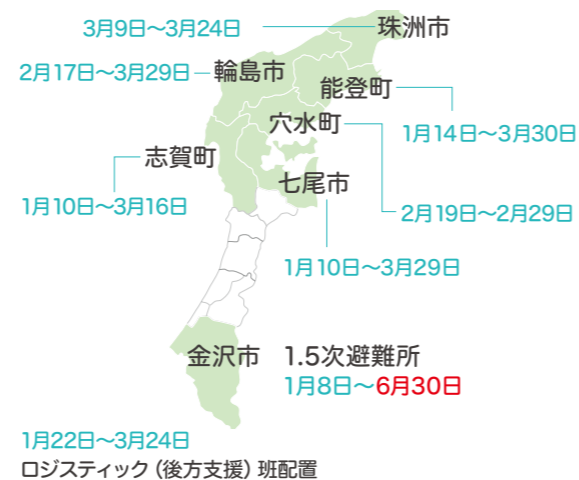 3月9日〜3月24日
珠洲市
2月17日〜3月29日
輪島市
能登町
穴水町
1月14日〜3月30日
志賀町
七尾市
1月10日〜3月16日
2月19日〜2月29日
1月10日〜3月29日
金沢市 1.5次避難所
1月8日〜6月30日
1月22日〜3月24日
ロジスティック（後方支援）班配置